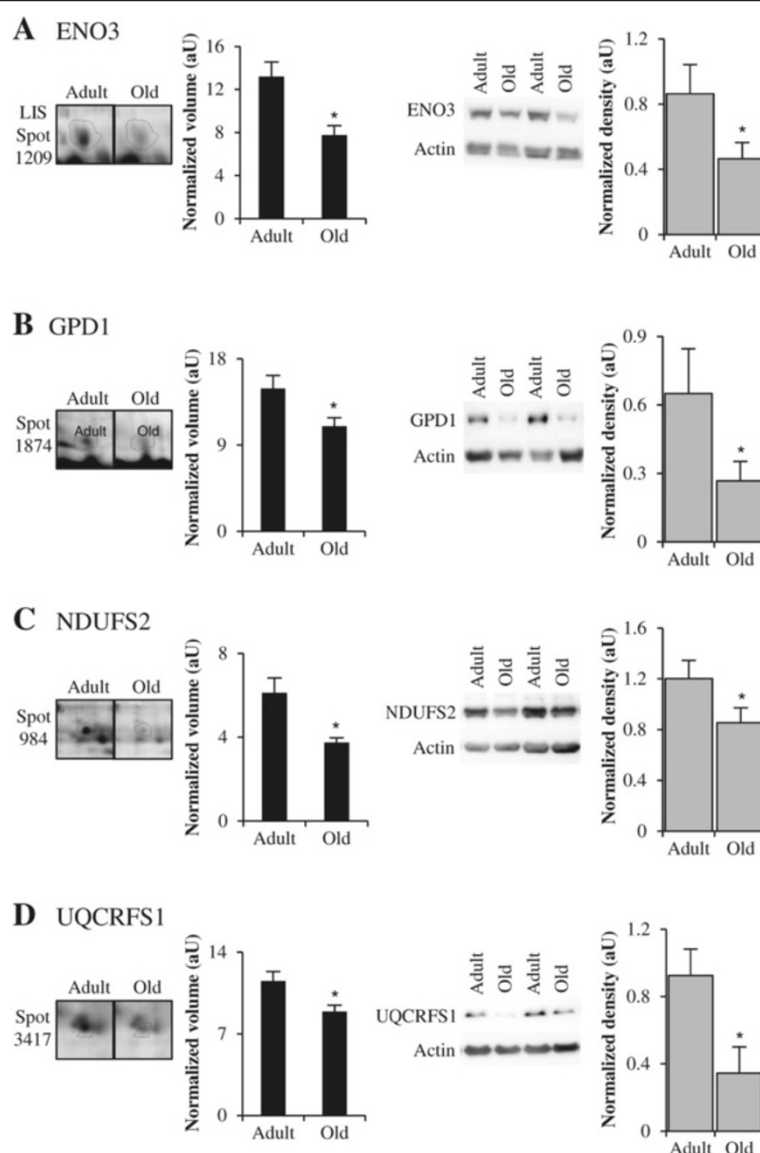 A ENO3
Adult Old
LIS
Spot
1209
Normalized volume (aU)
16
12
8
4
0
*
Adult Old
Adult Old Adult Old
ENO3
Actin
Normalized density (aU)
1.2
0.8
0.4
0
*
Adult Old
B GPD1
Adult Old
Spot
1874
Adult Old
Normalized volume (aU)
18
9
0
*
Adult Old
Adult Old Adult Old
GPD1
Actin
Normalized density (aU)
0.9
0.6
0.3
0
*
Adult Old
C NDUFS2
Adult Old
Spot
984
Normalized volume (aU)
8
4
0
*
Adult Old
Adult Old Adult Old
NDUFS2
Actin
Normalized density (aU)
1.6
1.2
0.8
0.4
0
*
Adult Old
D UQCRFS1
Adult Old
Spot
3417
Normalized volume (aU)
14
7
0
*
Adult Old
Adult Old Adult Old
UQCRFS1
Actin
Normalized density (aU)
1.2
0.8
0.4
0
*
Adult Old